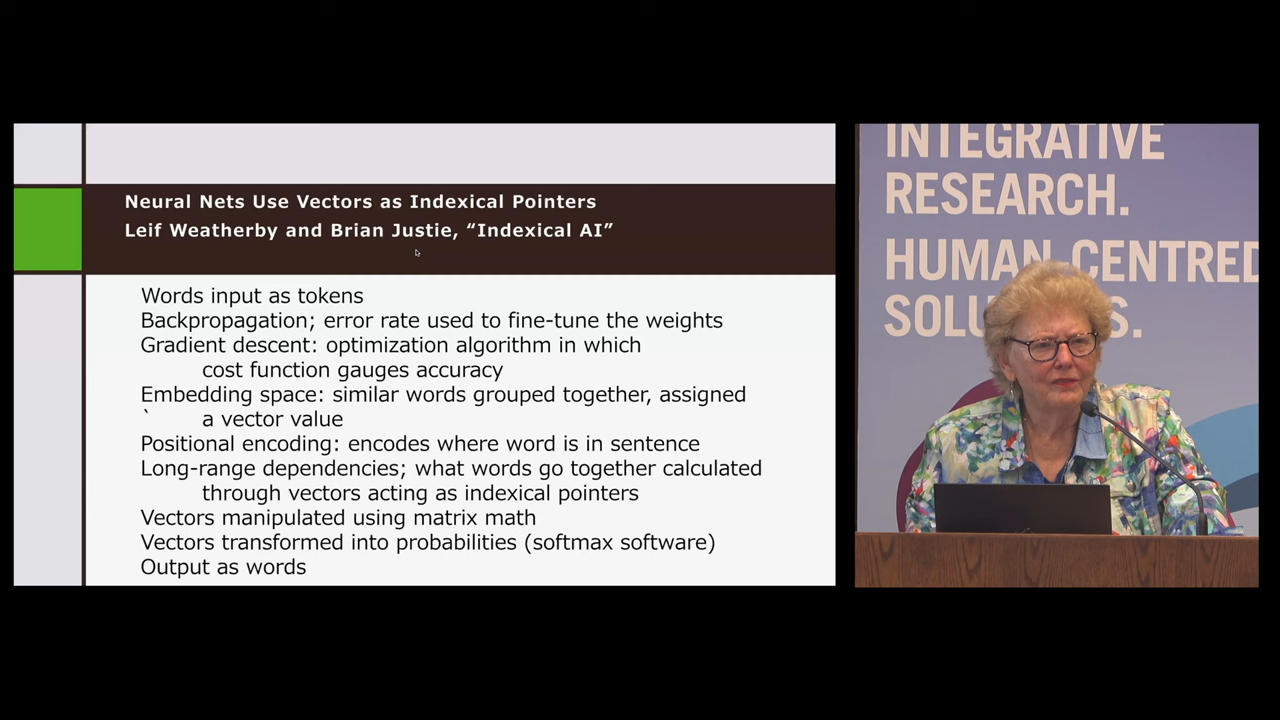 Neural Nets Use Vectors as Indexical Pointers
Leif Weatherby and Brian Justie, “Indexical AI”
Words input as tokens
Backpropagation; error rate used to fine-tune the weights
Gradient descent: optimization algorithm in which
cost function gauges accuracy
Embedding space: similar words grouped together, assigned
` a vector value
Positional encoding: encodes where word is in sentence
Long-range dependencies; what words go together calculated
through vectors acting as indexical pointers
Vectors manipulated using matrix math
Vectors transformed into probabilities (softmax software)
Output as words
INTEGRATIVE
RESEARCH.
HUMAN-CENTRED
SOLU S.